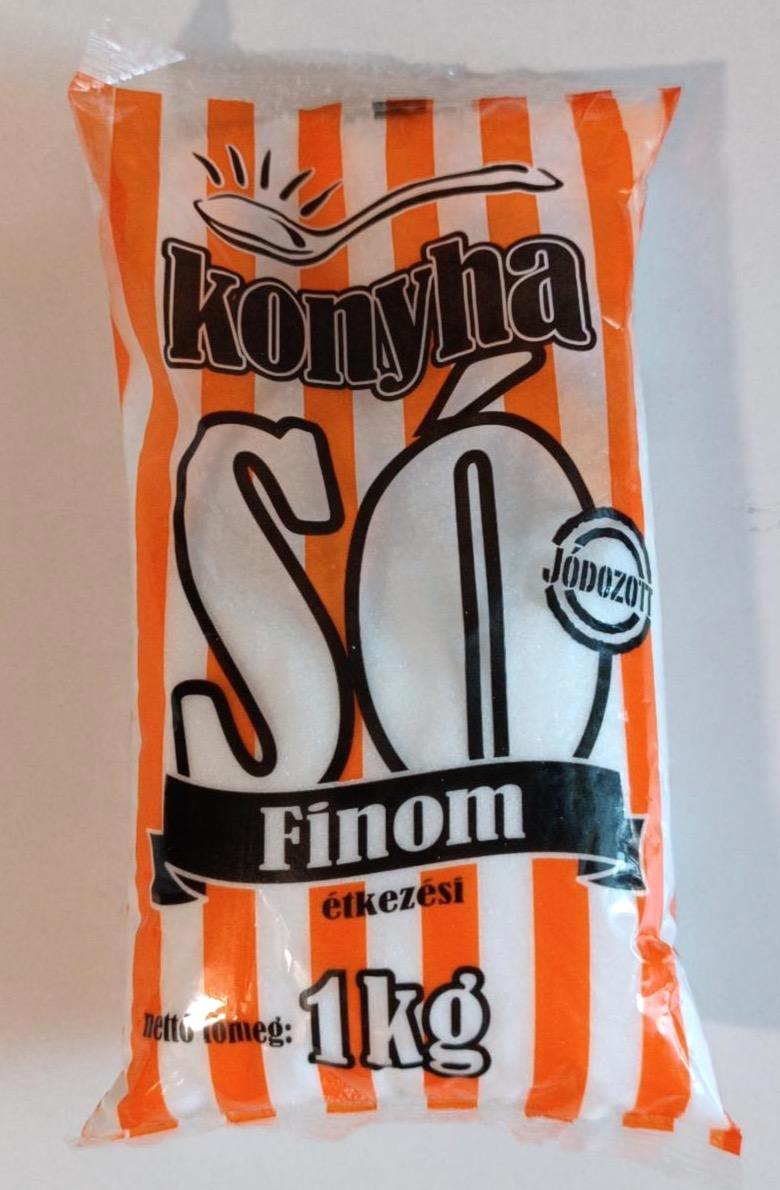 konyha
SÓ
JÓDOZOTT
Finom
étkezési
nettó tömeg: 1kg